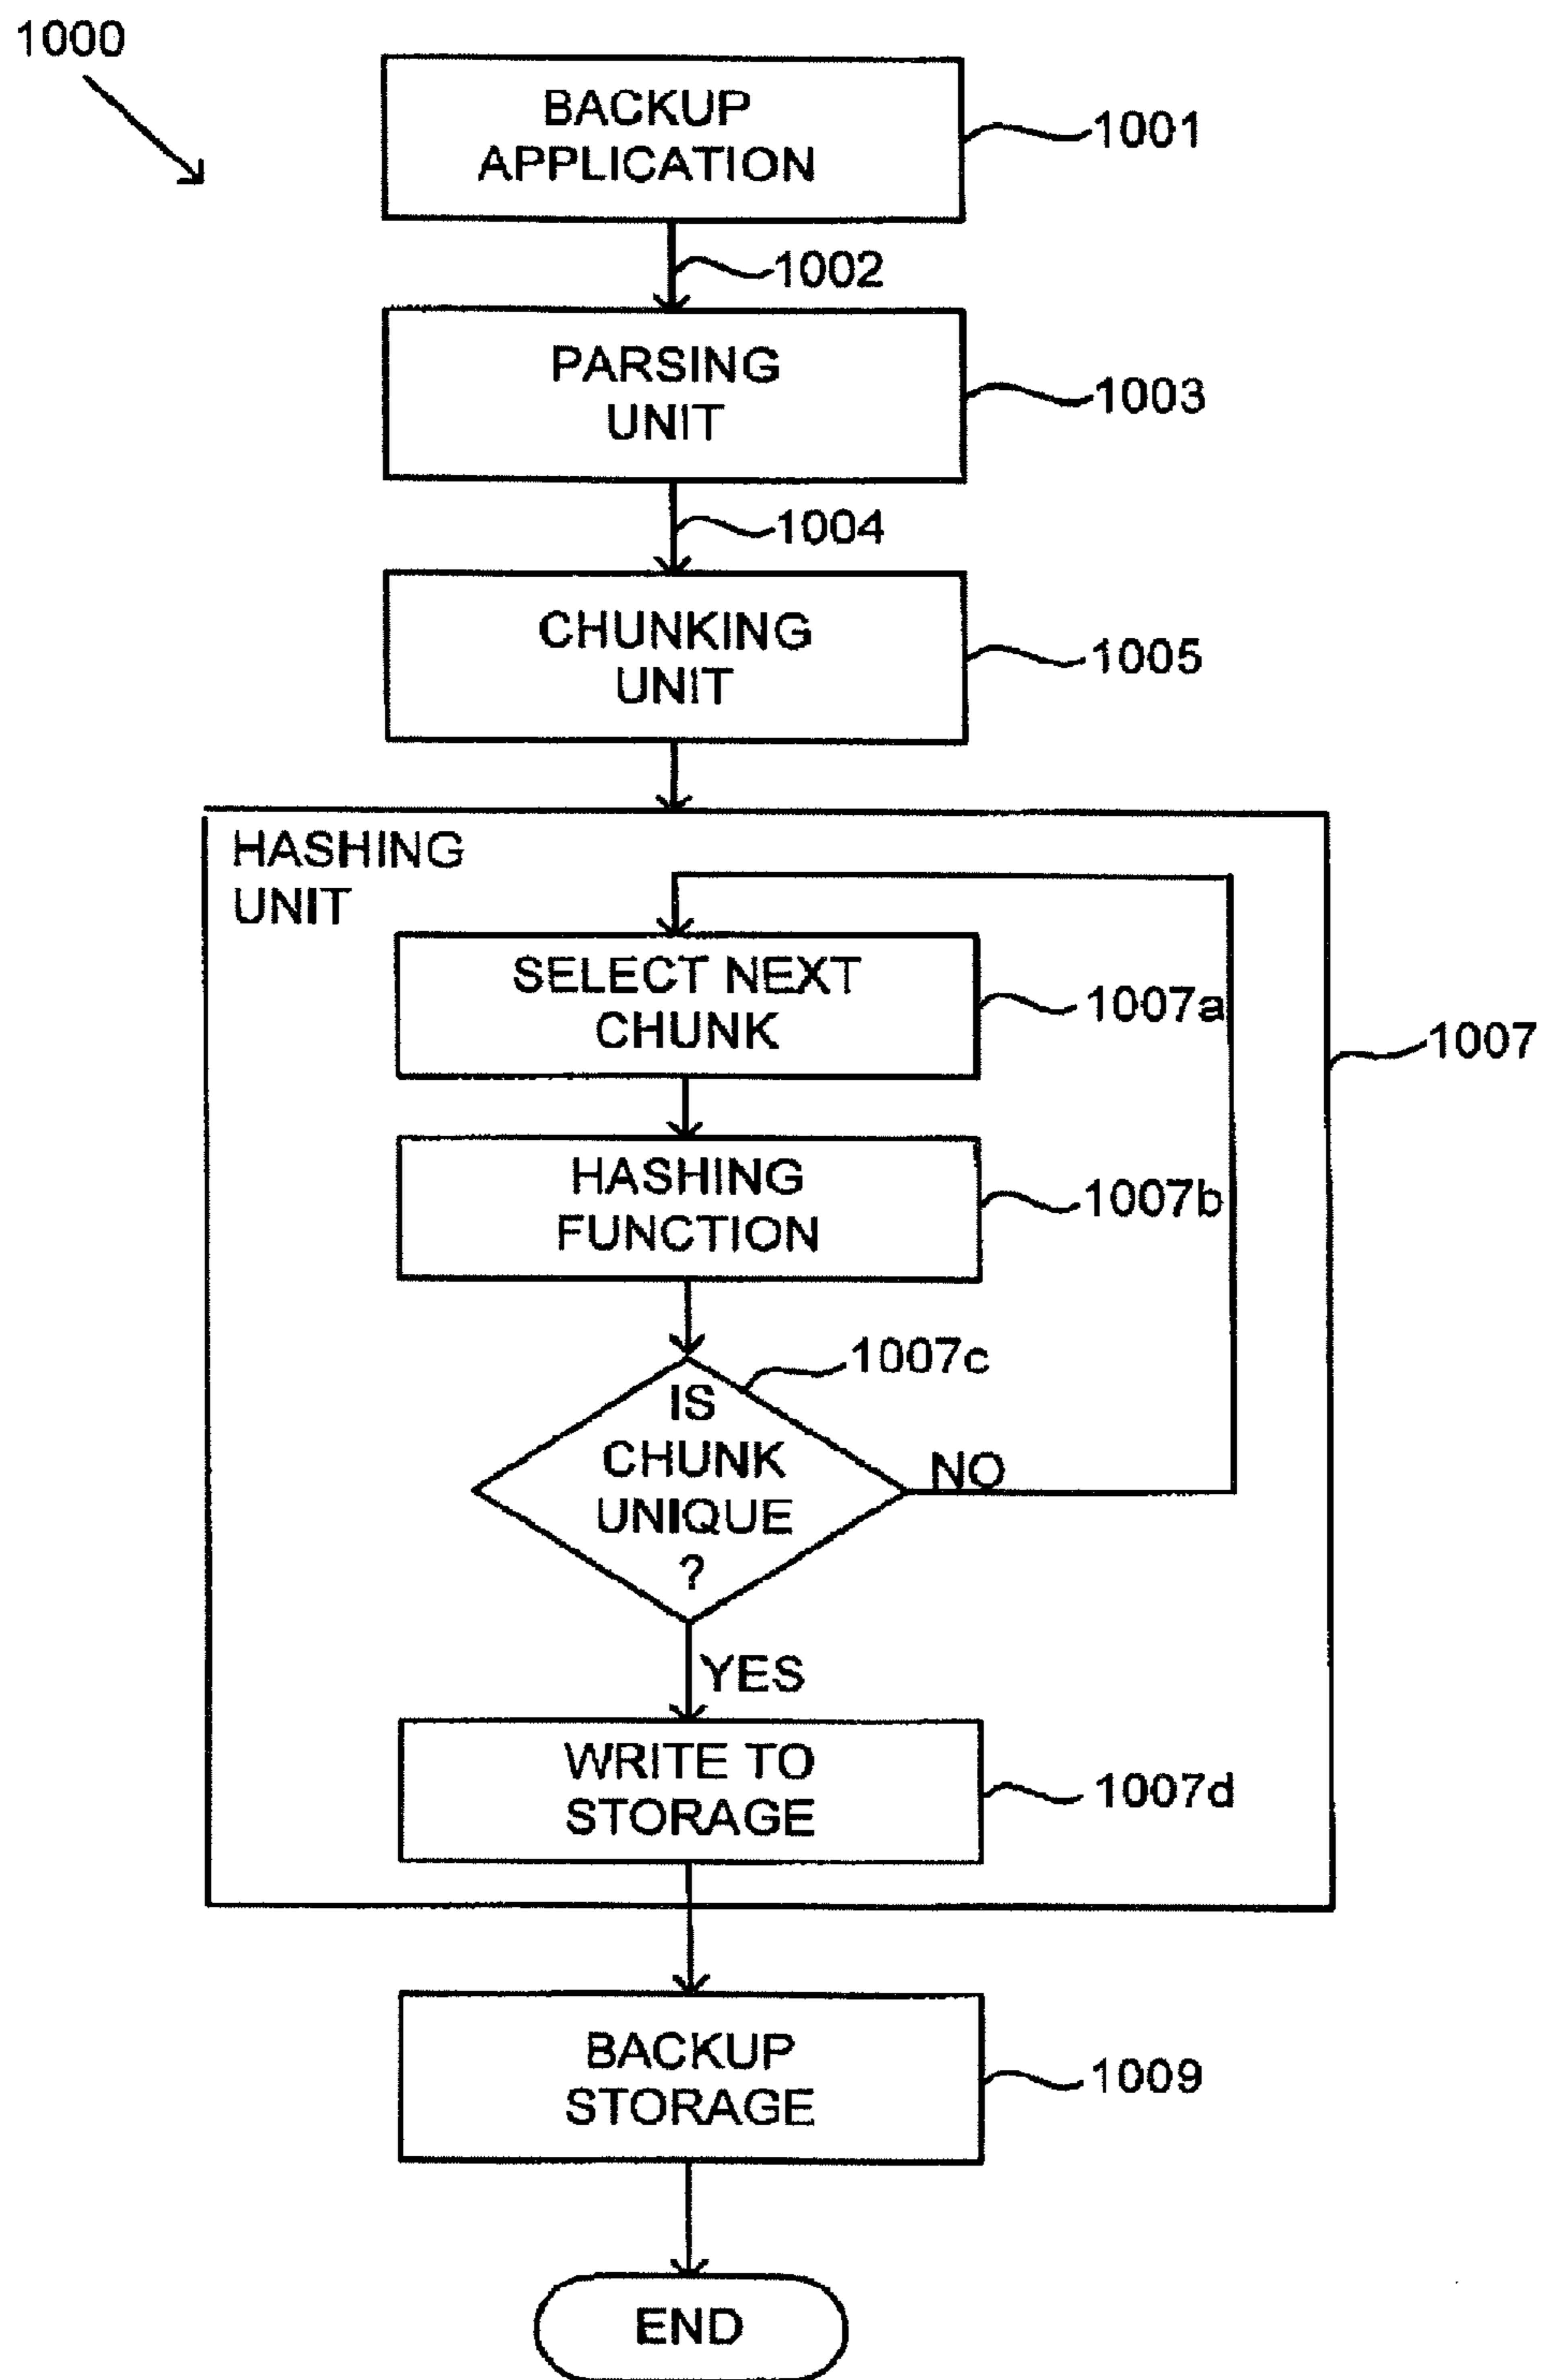 1000
BACKUP
APPLICATION
1001
1002
PARSING
UNIT
1003
1004
CHUNKING
UNIT
1005
HASHING
UNIT
SELECT NEXT
CHUNK
1007a
1007
HASHING
FUNCTION
1007b
1007c
IS
CHUNK
UNIQUE
?
NO
YES
WRITE TO
STORAGE
1007d
BACKUP
STORAGE
1009
END